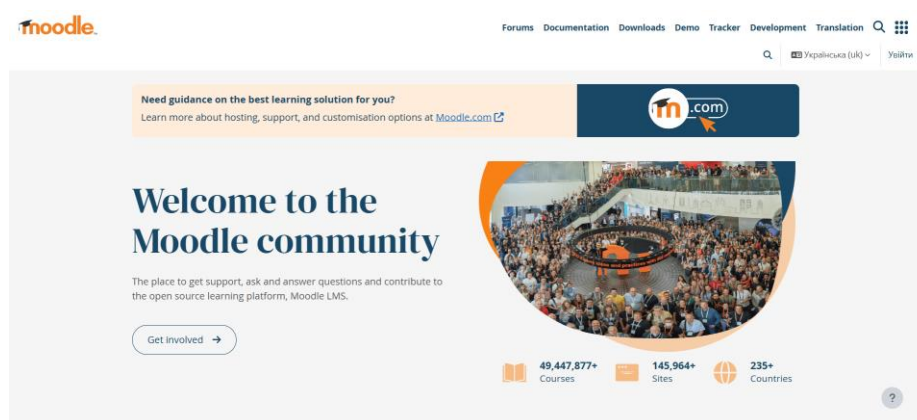 moodle
Forums Documentation Downloads Demo Tracker Development Translation
Українська (uk)
Увійти
Need guidance on the best learning solution for you?
Learn more about hosting, support, and customisation options at Moodle.com
m.com
Welcome to the
Moodle community
The place to get support, ask and answer questions and contribute to
the open source learning platform, Moodle LMS.
Get involved
49,447,877+
Courses
145,964+
Sites
235+
Countries
?